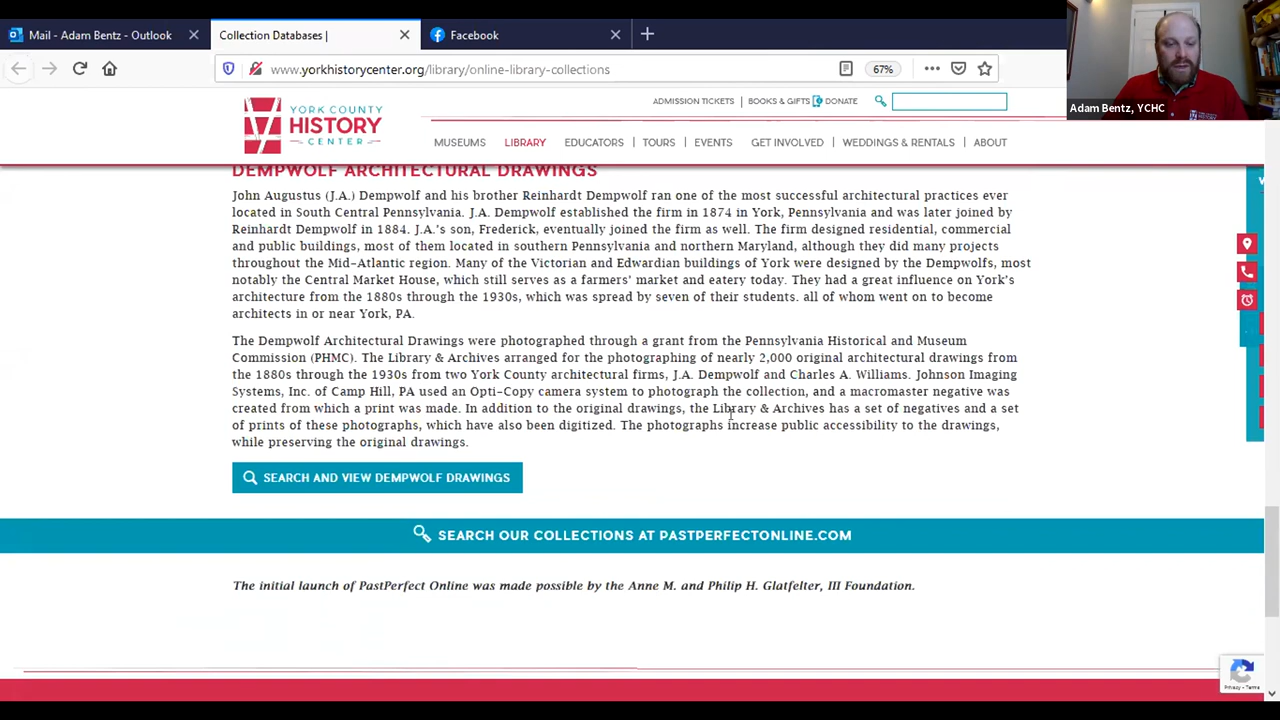 Mail - Adam Bentz - Outlook
Collection Databases |
Facebook
www.yorkhistorycenter.org/library/online-library-collections
67%
Adam Bentz, YCHC
YORK COUNTY
HISTORY
CENTER
ADMISSION TICKETS | BOOKS & GIFTS DONATE
MUSEUMS LIBRARY EDUCATORS TOURS EVENTS GET INVOLVED WEDDINGS & RENTALS ABOUT
DEMPWOLF ARCHITECTURAL DRAWINGS
John Augustus (J.A.) Dempwolf and his brother Reinhardt Dempwolf ran one of the most successful architectural practices ever
located in South Central Pennsylvania. J.A. Dempwolf established the firm in 1874 in York, Pennsylvania and was later joined by
Reinhardt Dempwolf in 1884. J.A.'s son, Frederick, eventually joined the firm as well. The firm designed residential, commercial
and public buildings, most of them located in southern Pennsylvania and northern Maryland, although they did many projects
throughout the Mid-Atlantic region. Many of the Victorian and Edwardian buildings of York were designed by the Dempwolfs, most
notably the Central Market House, which still serves as a farmers' market and eatery today. They had a great influence on York's
architecture from the 1880s through the 1930s, which was spread by seven of their students. all of whom went on to become
architects in or near York, PA.
The Dempwolf Architectural Drawings were photographed through a grant from the Pennsylvania Historical and Museum
Commission (PHMC). The Library & Archives arranged for the photographing of nearly 2,000 original architectural drawings from
the 1880s through the 1930s from two York County architectural firms, J.A. Dempwolf and Charles A. Williams. Johnson Imaging
Systems, Inc. of Camp Hill, PA used an Opti-Copy camera system to photograph the collection, and a macromaster negative was
created from which a print was made. In addition to the original drawings, the Library & Archives has a set of negatives and a set
of prints of these photographs, which have also been digitized. The photographs increase public accessibility to the drawings,
while preserving the original drawings.
SEARCH AND VIEW DEMPWOLF DRAWINGS
SEARCH OUR COLLECTIONS AT PASTPERFECTONLINE.COM
The initial launch of PastPerfect Online was made possible by the Anne M. and Philip H. Glatfelter, III Foundation.
Privacy - Terms